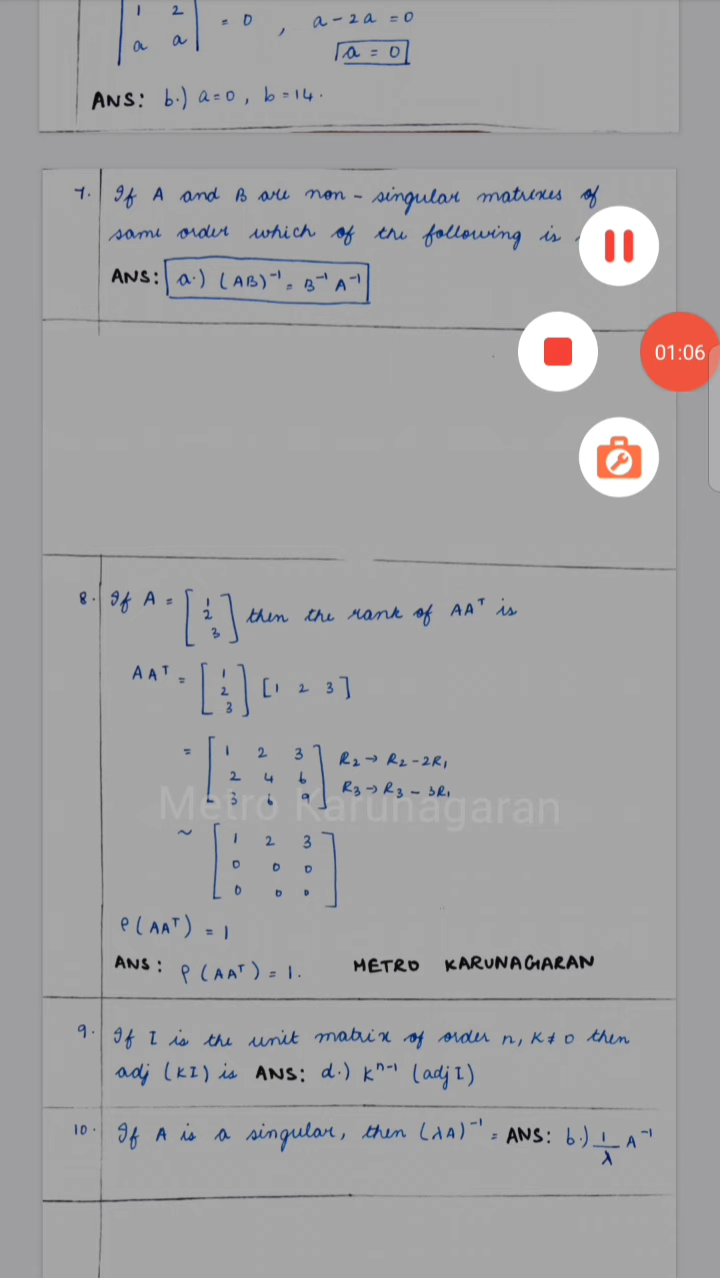 1 2
a a = 0 , a - 2a = 0
a = 0
ANS: b.) a=0, b=14.
7. If A and B are non-singular matrixes of
same order which of the following is
ANS: a.) (AB)⁻¹ = B⁻¹ A⁻¹
01:06
8. If A = [1 2 3] then the rank of AAᵀ is
AAᵀ = [1 2 3] [1 2 3]
= 1 2 3 R₂ → R₂ - 2R₁
2 4 6
3 6 9 R₃ → R₃ - 3R₁
Metro Karunagaran
~ 1 2 3
0 0 0
0 0 0
ρ(AAᵀ) = 1
ANS: ρ(AAᵀ) = 1. METRO KARUNAGARAN
9. If I is the unit matrix of order n, K≠0 then
adj (KI) is ANS: d.) Kⁿ⁻¹ (adj I)
10. If A is a singular, then (λA)⁻¹ = ANS: b.) 1/λ A⁻¹